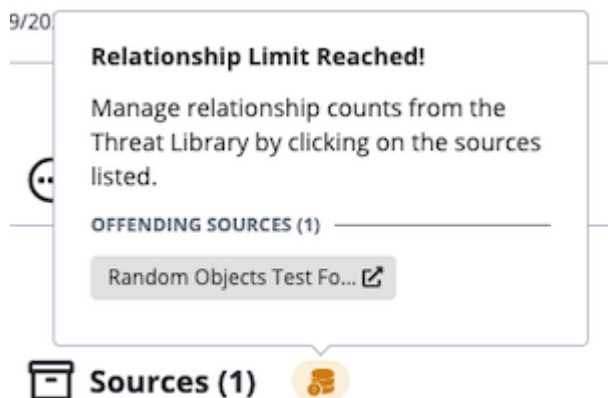 9/20
Relationship Limit Reached!
Manage relationship counts from the
Threat Library by clicking on the sources
listed.
OFFENDING SOURCES (1)
Random Objects Test Fo...
Sources (1)